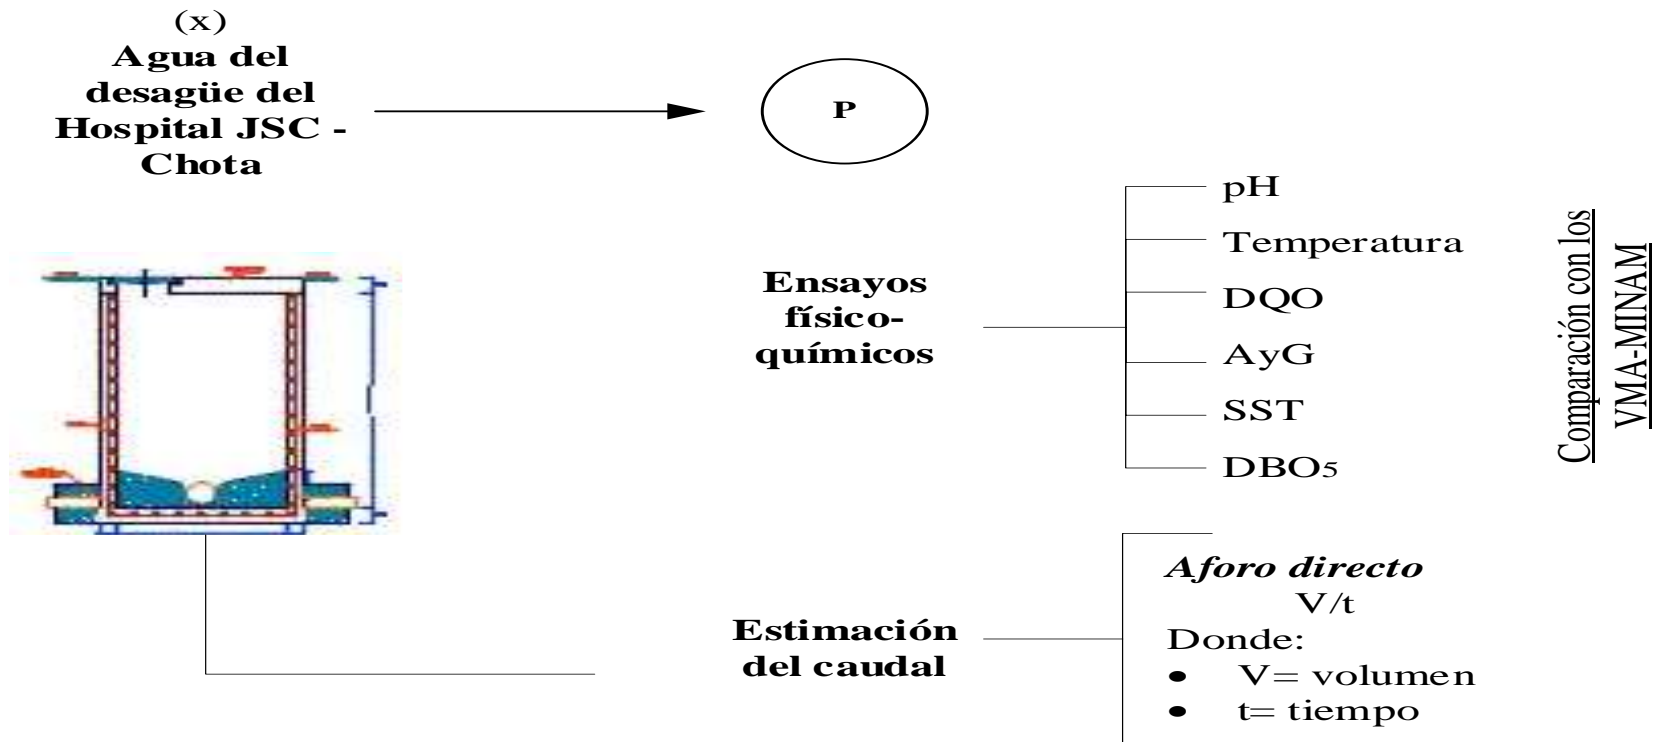 (x)
Agua del
desagüe del
Hospital JSC -
Chota
P
Ensayos
físico-
químicos
pH
Temperatura
DQO
AyG
SST
DBO5
Comparación con los
VMA-MINAM
Estimación
del caudal
Aforo directo
V/t
Donde:
• V= volumen
• t= tiempo